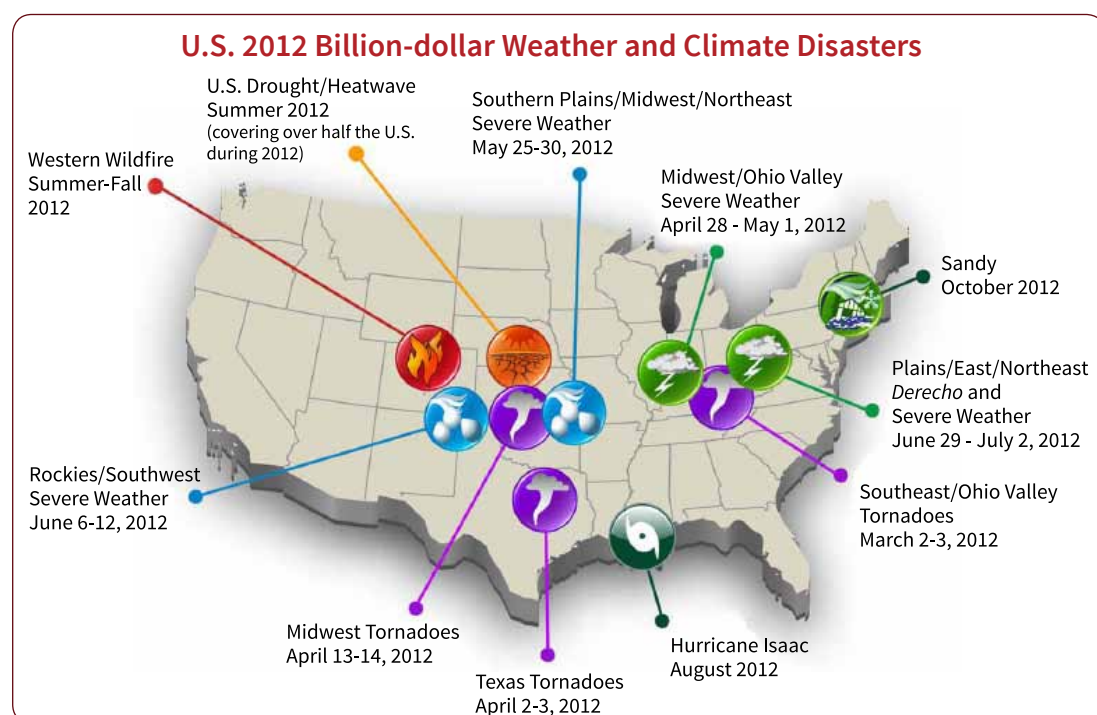 U.S. 2012 Billion-dollar Weather and Climate Disasters
U.S. Drought/Heatwave
Summer 2012
(covering over half the U.S.
during 2012)
Southern Plains/Midwest/Northeast
Severe Weather
May 25-30, 2012
Western Wildfire
Summer-Fall
2012
Midwest/Ohio Valley
Severe Weather
April 28 - May 1, 2012
Sandy
October 2012
Plains/East/Northeast
Derecho and
Severe Weather
June 29 - July 2, 2012
Rockies/Southwest
Severe Weather
June 6-12, 2012
Southeast/Ohio Valley
Tornadoes
March 2-3, 2012
Midwest Tornadoes
April 13-14, 2012
Hurricane Isaac
August 2012
Texas Tornadoes
April 2-3, 2012